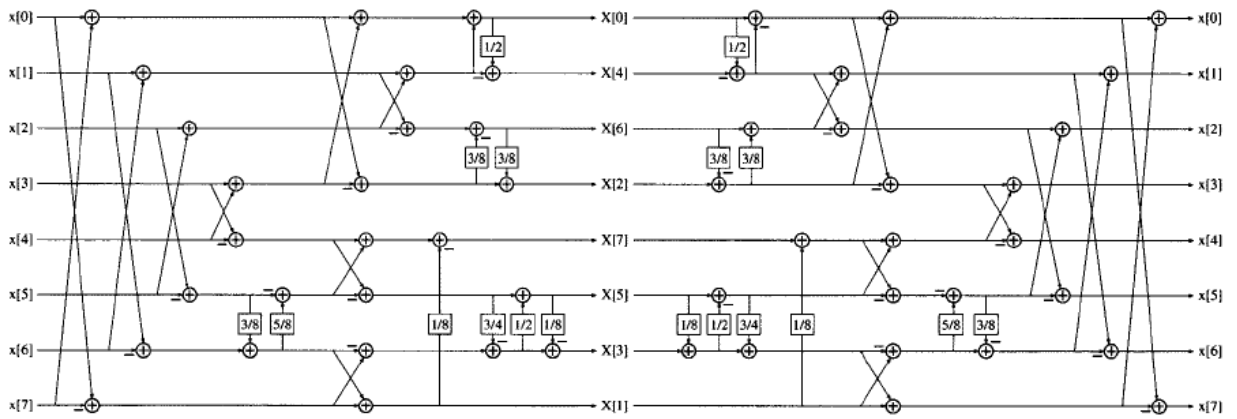 x[0] X[0] x[0]
1/2 1/2
x[1] X[4] x[1]
x[2] X[6] x[2]
3/8 3/8 3/8 3/8
x[3] X[2] x[3]
x[4] X[7] x[4]
x[5] X[5] x[5]
3/8 5/8 1/8 3/4 1/2 1/8 1/8 1/2 3/4 1/8 5/8 3/8
x[6] X[3] x[6]
x[7] X[1] x[7]